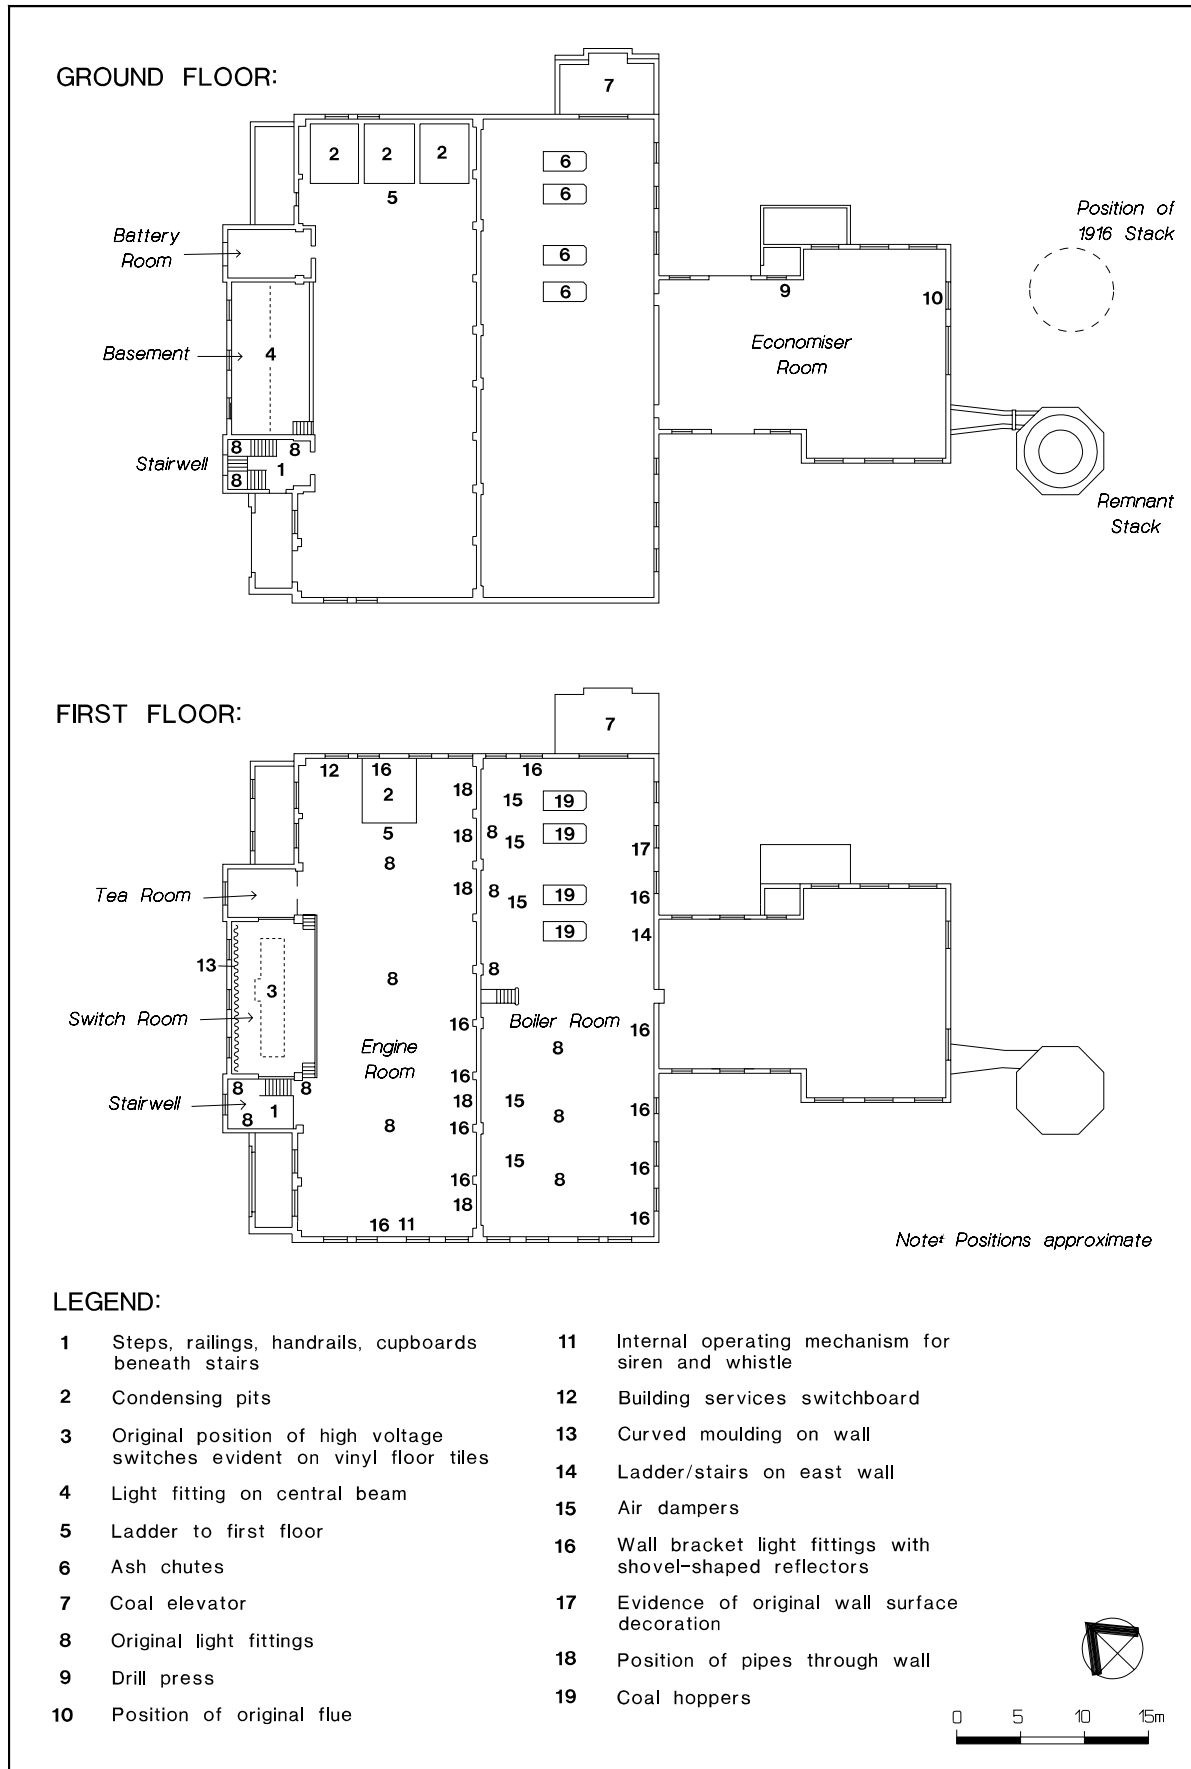 GROUND FLOOR:
7
2 2 2
6
5
6
Position of
1916 Stack
Battery
Room
6
6
9
10
Basement
4
Economiser
Room
8
8
Stairwell
1
8
Remnant
Stack
FIRST FLOOR:
7
12 16 16
2
18
15
19
5
18
8
15
19
17
8
Tea Room
18
8
15
19
16
19
14
13
8
8
3
Switch Room
16
Boiler Room
16
Engine
Room
8
16
8
8
Stairwell
1
8
8
18
16
15
8
16
15
16
16
8
18
16
16 11
Note: Positions approximate
LEGEND:
1 Steps, railings, handrails, cupboards
beneath stairs
2 Condensing pits
3 Original position of high voltage
switches evident on vinyl floor tiles
4 Light fitting on central beam
5 Ladder to first floor
6 Ash chutes
7 Coal elevator
8 Original light fittings
9 Drill press
10 Position of original flue
11 Internal operating mechanism for
siren and whistle
12 Building services switchboard
13 Curved moulding on wall
14 Ladder/stairs on east wall
15 Air dampers
16 Wall bracket light fittings with
shovel-shaped reflectors
17 Evidence of original wall surface
decoration
18 Position of pipes through wall
19 Coal hoppers
0 5 10 15m